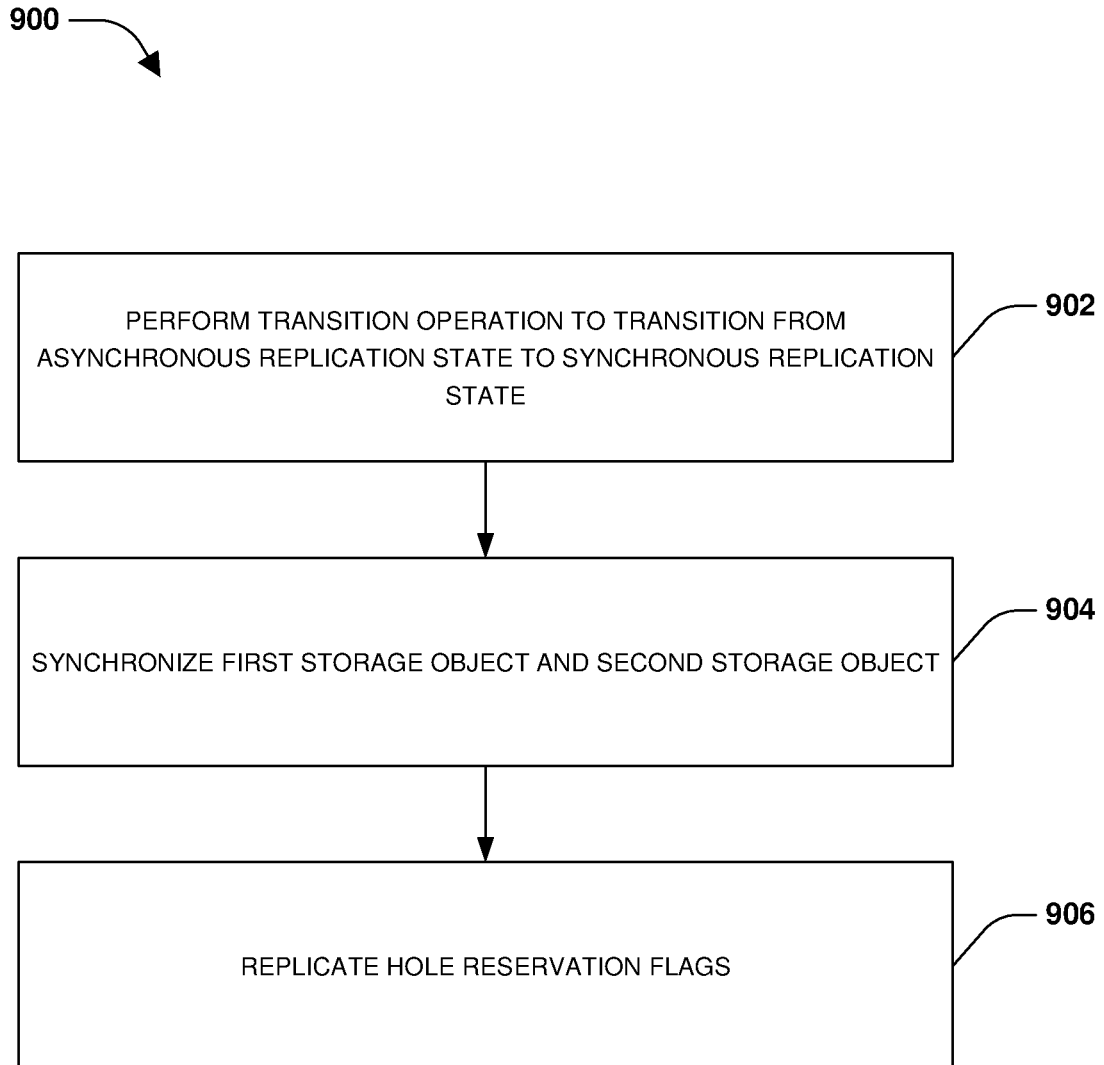 900
PERFORM TRANSITION OPERATION TO TRANSITION FROM
ASYNCHRONOUS REPLICATION STATE TO SYNCHRONOUS REPLICATION
STATE
902
SYNCHRONIZE FIRST STORAGE OBJECT AND SECOND STORAGE OBJECT
904
REPLICATE HOLE RESERVATION FLAGS
906